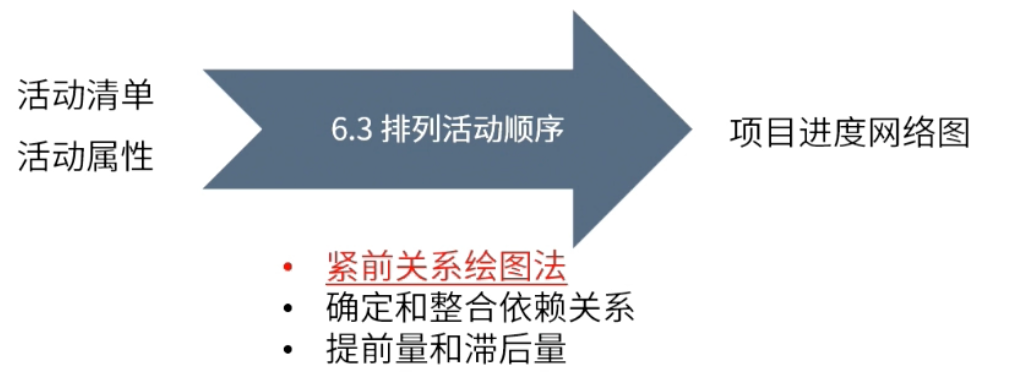 活动清单
活动属性
6.3 排列活动顺序
项目进度网络图
• 紧前关系绘图法
• 确定和整合依赖关系
• 提前量和滞后量